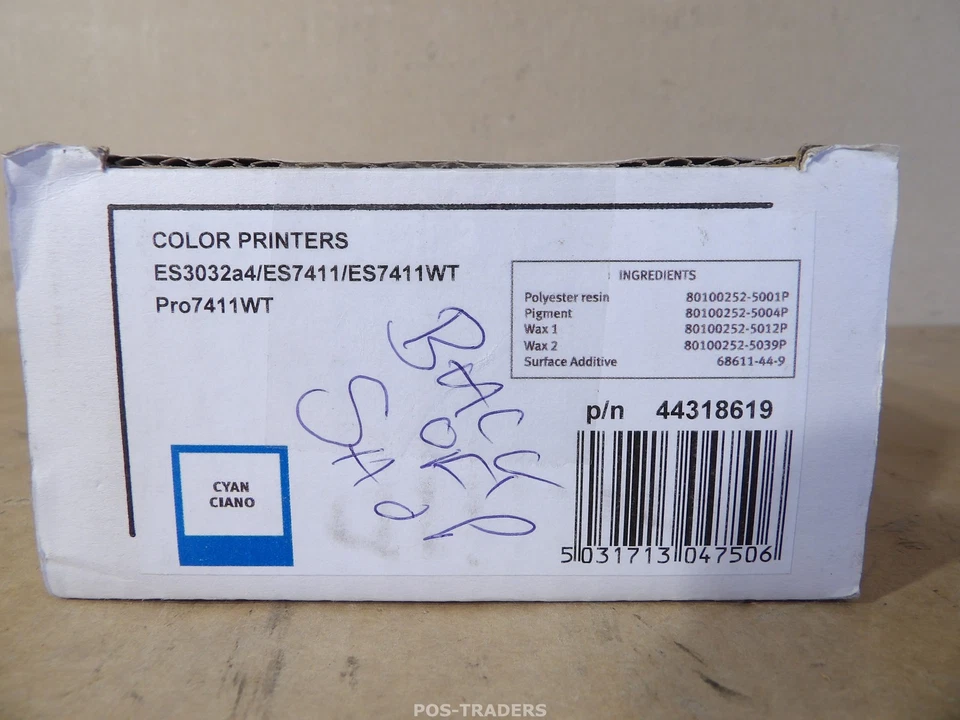 COLOR PRINTERS
ES3032a4/ES7411/ES7411WT
Pro7411WT
INGREDIENTS
Polyester resin 80100252-5001P
Pigment 80100252-5004P
Wax 1 80100252-5012P
Wax 2 80100252-5039P
Surface Additive 68611-44-9
p/n 44318619
CYAN
CIANO
5 031713 047506
POS-TRADERS